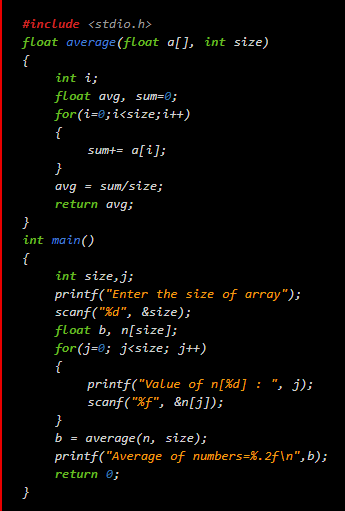 #include <stdio.h>
float average(float a[], int size)
{
int i;
float avg, sum=0;
for(i=0;i<size;i++)
{
sum+= a[i];
}
avg = sum/size;
return avg;
}
int main()
{
int size,j;
printf("Enter the size of array");
scanf("%d", &size);
float b, n[size];
for(j=0; j<size; j++)
{
printf("Value of n[%d] : ", j);
scanf("%f", &n[j]);
}
b = average(n, size);
printf("Average of numbers=%.2f\n",b);
return 0;
}